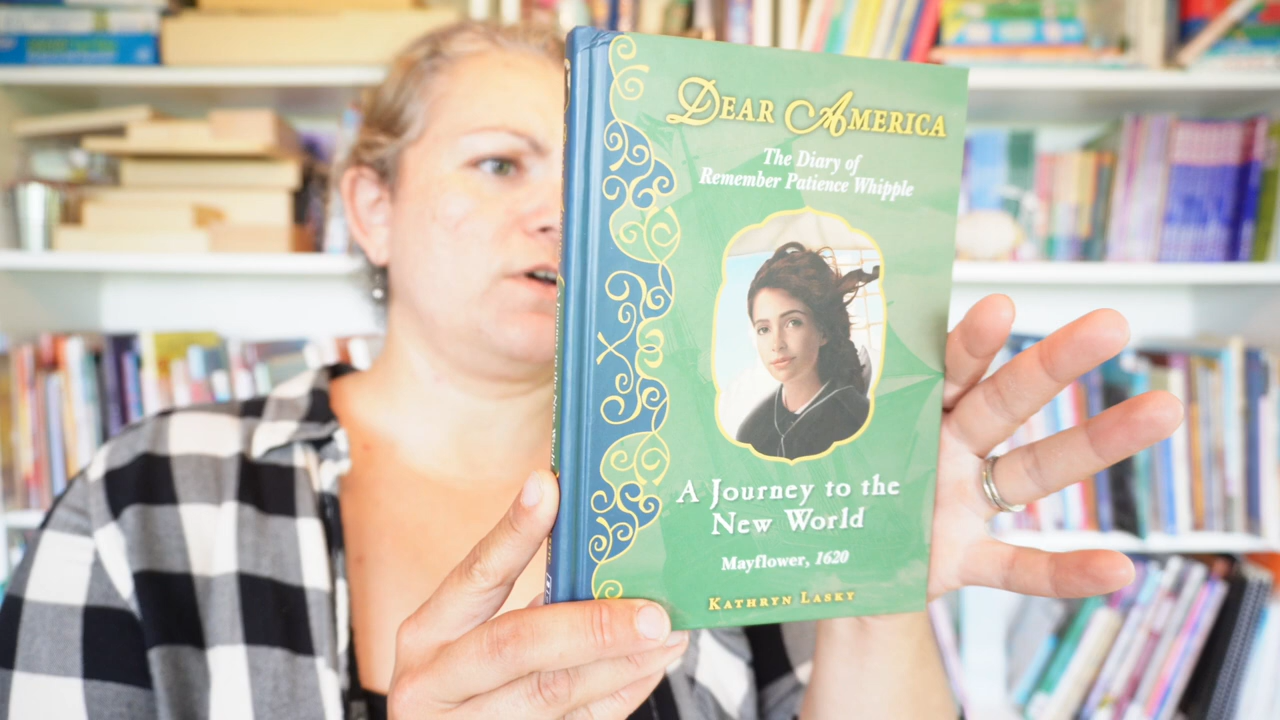 DEAR AMERICA
The Diary of
Remember Patience Whipple
A Journey to the
New World
Mayflower, 1620
KATHRYN LASKY